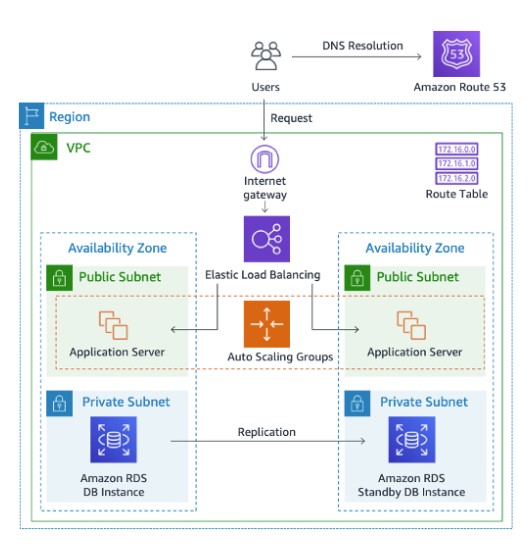 DNS Resolution
53
Users
Amazon Route 53
Region
Request
VPC
172.16.0.0
172.16.1.0
172.16.2.0
Route Table
Internet
gateway
Availability Zone
Availability Zone
Public Subnet
Elastic Load Balancing
Public Subnet
Application Server
Auto Scaling Groups
Application Server
Private Subnet
Private Subnet
Replication
Amazon RDS
DB Instance
Amazon RDS
Standby DB Instance